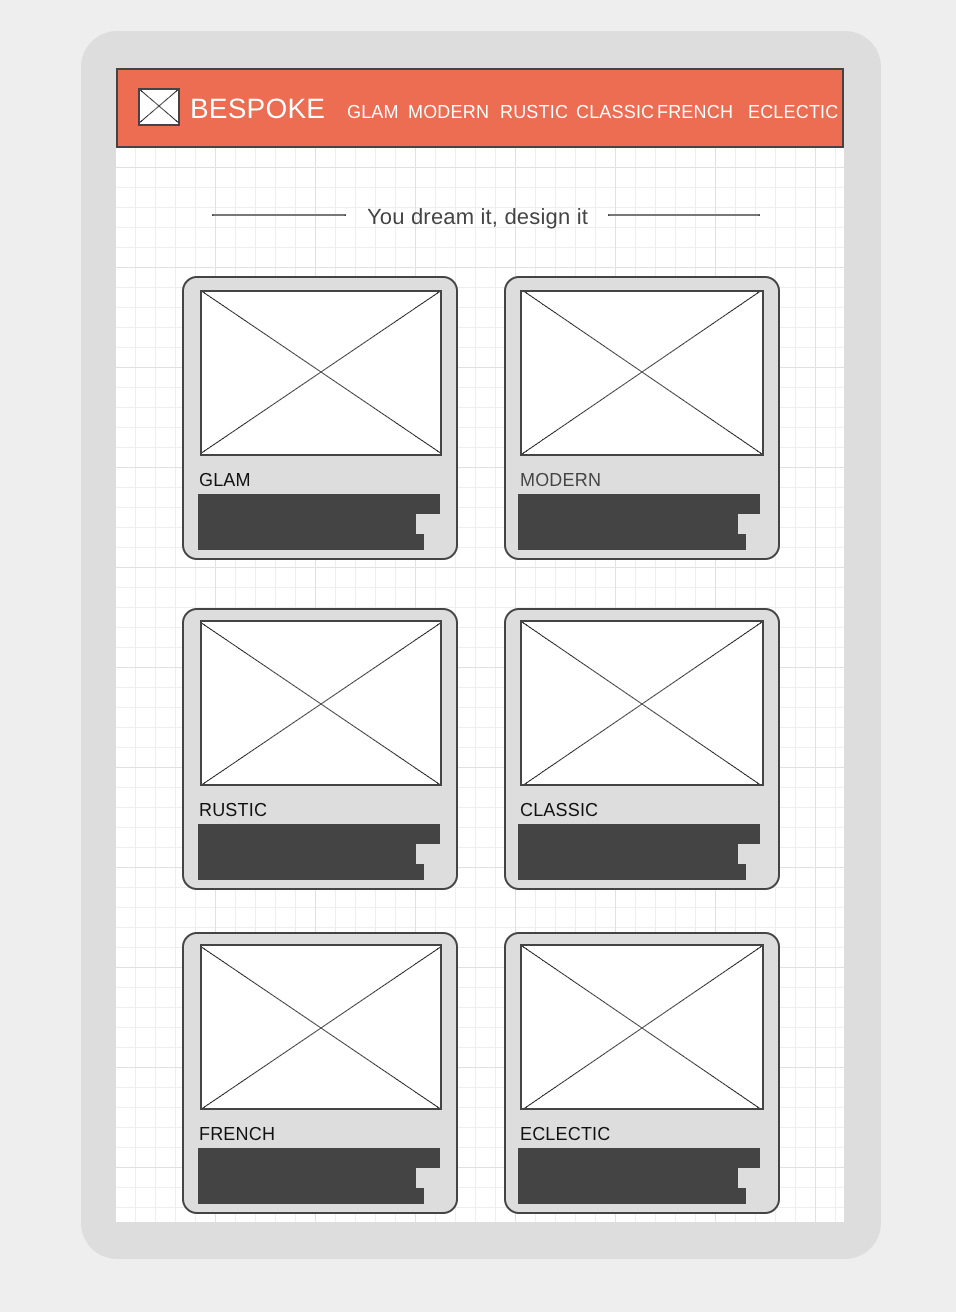 BESPOKE GLAM MODERN RUSTIC CLASSIC FRENCH ECLECTIC
You dream it, design it
GLAM
MODERN
RUSTIC
CLASSIC
FRENCH
ECLECTIC